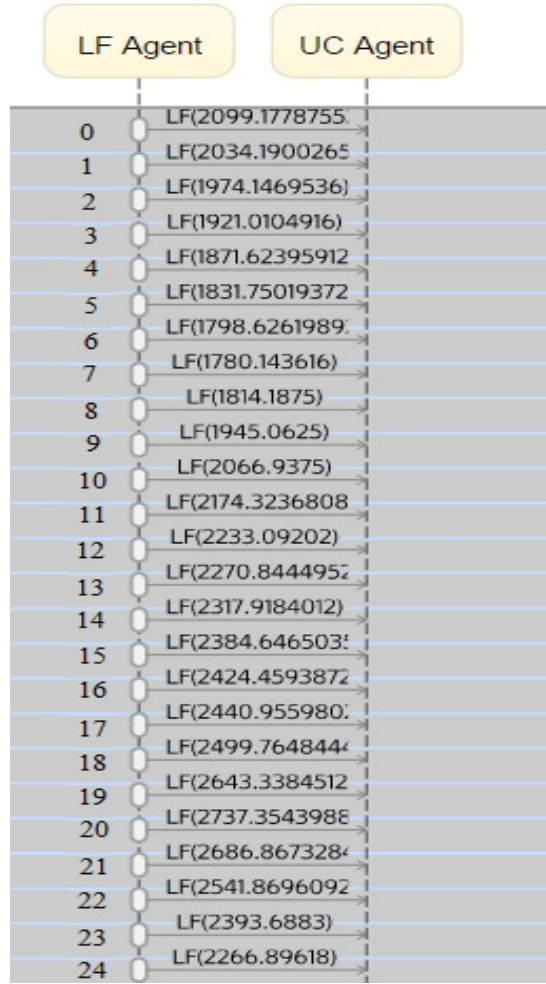 LF Agent UC Agent
0 LF(2099.1778755
1 LF(2034.1900265
2 LF(1974.1469536)
3 LF(1921.0104916)
4 LF(1871.62395912
5 LF(1831.75019372
6 LF(1798.6261989
7 LF(1780.143616)
8 LF(1814.1875)
9 LF(1945.0625)
10 LF(2066.9375)
11 LF(2174.3236808
12 LF(2233.09202)
13 LF(2270.8444952
14 LF(2317.9184012)
15 LF(2384.646503
16 LF(2424.4593872
17 LF(2440.955980
18 LF(2499.764844
19 LF(2643.3384512
20 LF(2737.3543988
21 LF(2686.867328
22 LF(2541.8696092
23 LF(2393.6883)
24 LF(2266.89618)